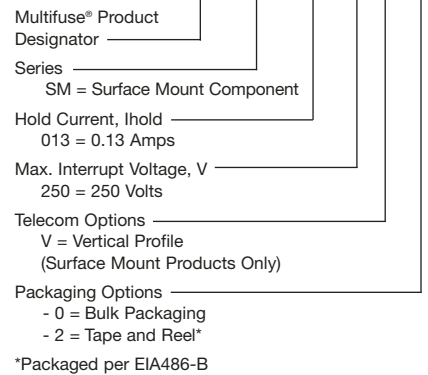 Multifuse® Product
Designator
Series
SM = Surface Mount Component
Hold Current, Ihold
013 = 0.13 Amps
Max. Interrupt Voltage, V
250 = 250 Volts
Telecom Options
V = Vertical Profile
(Surface Mount Products Only)
Packaging Options
- 0 = Bulk Packaging
- 2 = Tape and Reel*
*Packaged per EIA486-B